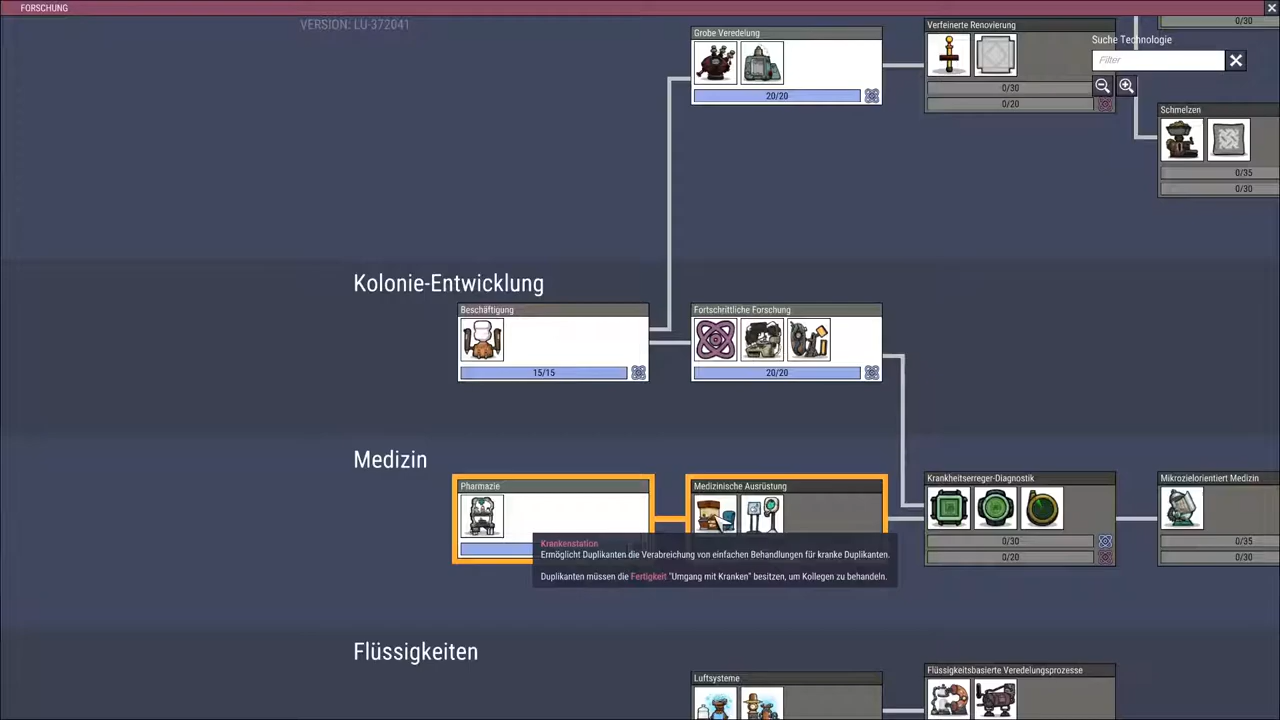 FORSCHUNG
VERSION: LU-372041
Grobe Veredelung
20/20
Verfeinerte Renovierung
0/30
0/20
0/30
Suche Technologie
Filter
Schmelzen
0/35
0/30
Kolonie-Entwicklung
Beschäftigung
15/15
Fortschrittliche Forschung
20/20
Medizin
Pharmazie
Medizinische Ausrüstung
Krankheitserreger-Diagnostik
0/30
0/20
Mikrozielorientiert Medizin
0/35
0/30
Krankenstation
Ermöglicht Duplikanten die Verabreichung von einfachen Behandlungen für kranke Duplikanten.
Duplikanten müssen die Fertigkeit "Umgang mit Kranken" besitzen, um Kollegen zu behandeln.
Flüssigkeiten
Luftsysteme
Flüssigkeitsbasierte Veredelungsprozesse